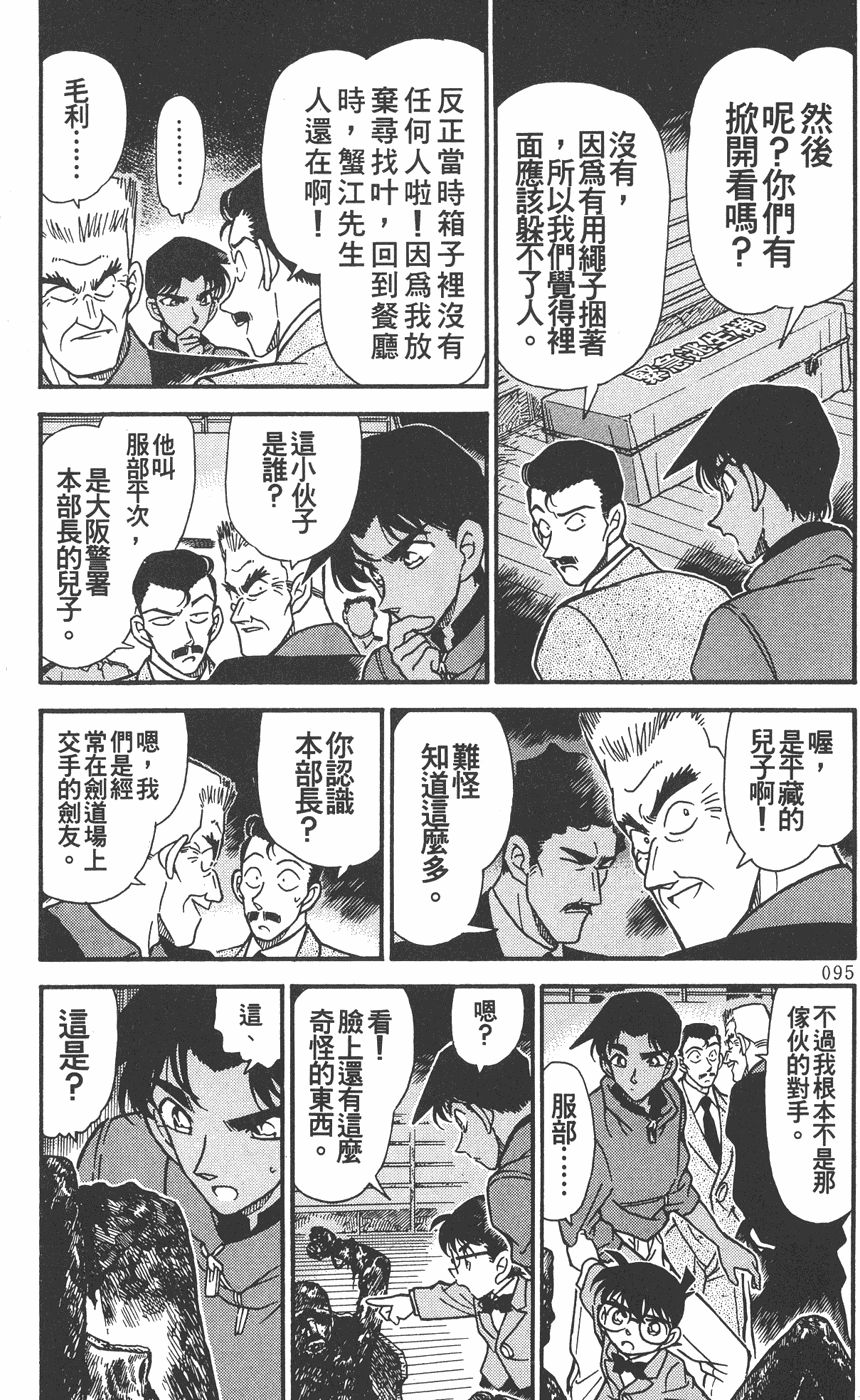 然後
呢？你們有
掀開看嗎？
沒有，
因為有用繩子捆著
，所以我們覺得裡
面應該躲不了人。
反正當時箱子裡沒有
任何人啦！因為我放
棄尋找叶，回到餐廳
時，蟹江先生
人還在啊！
⋯⋯
毛利⋯⋯
這小伙子
是誰？
他叫
服部平次，
是大阪警署
本部長的兒子。
喔，
是平藏的
兒子啊！
難怪
知道這麼多。
你認識
本部長？
嗯，我
們是經
常在劍道場上
交手的劍友。
095
不過我根本不是那
傢伙的對手。
服部⋯⋯
嗯？
看！
臉上還有這麼
奇怪的東西。
這、
這是？